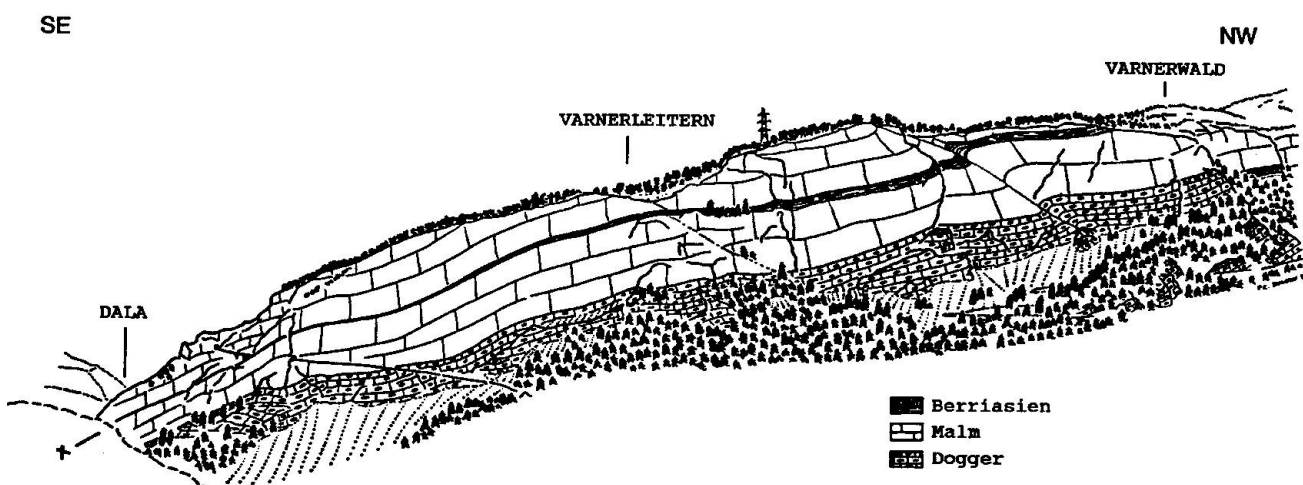 SE
NW
VARNERWALD
VARNERLEITERN
DALA
Berriasien
Malm
Dogger